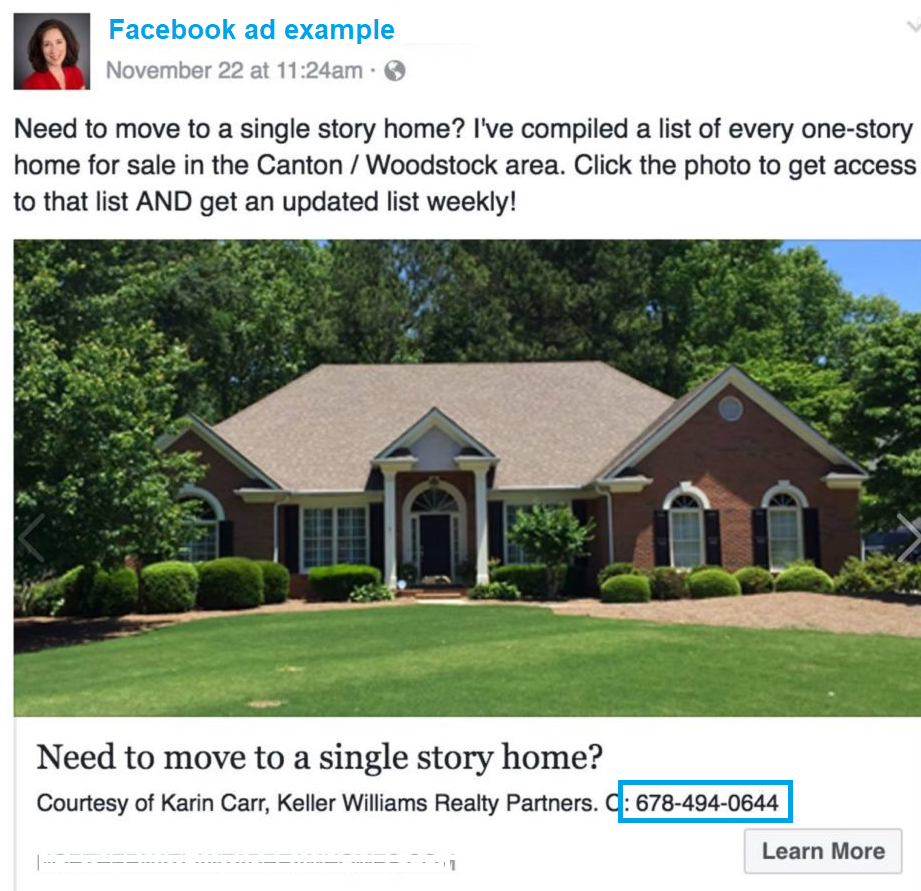 Facebook ad example
November 22 at 11:24am ·
Need to move to a single story home? I've compiled a list of every one-story
home for sale in the Canton / Woodstock area. Click the photo to get access
to that list AND get an updated list weekly!
Need to move to a single story home?
Courtesy of Karin Carr, Keller Williams Realty Partners. O: 678-494-0644
Learn More